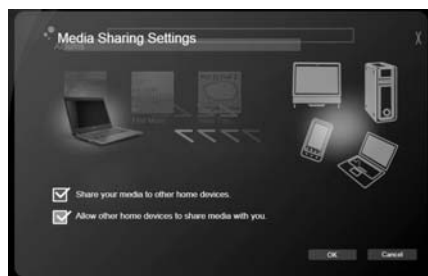 Media Sharing Settings
X
Share your media to other home devices.
Allow other home devices to share media with you.
OK
Cancel